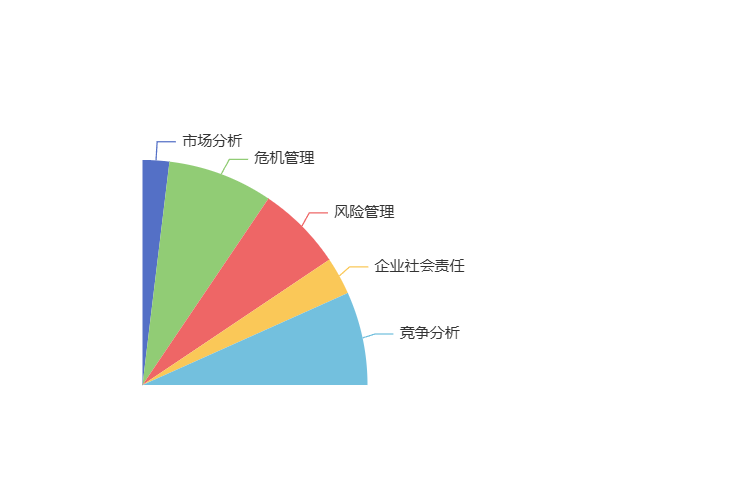 市场分析
危机管理
风险管理
企业社会责任
竞争分析